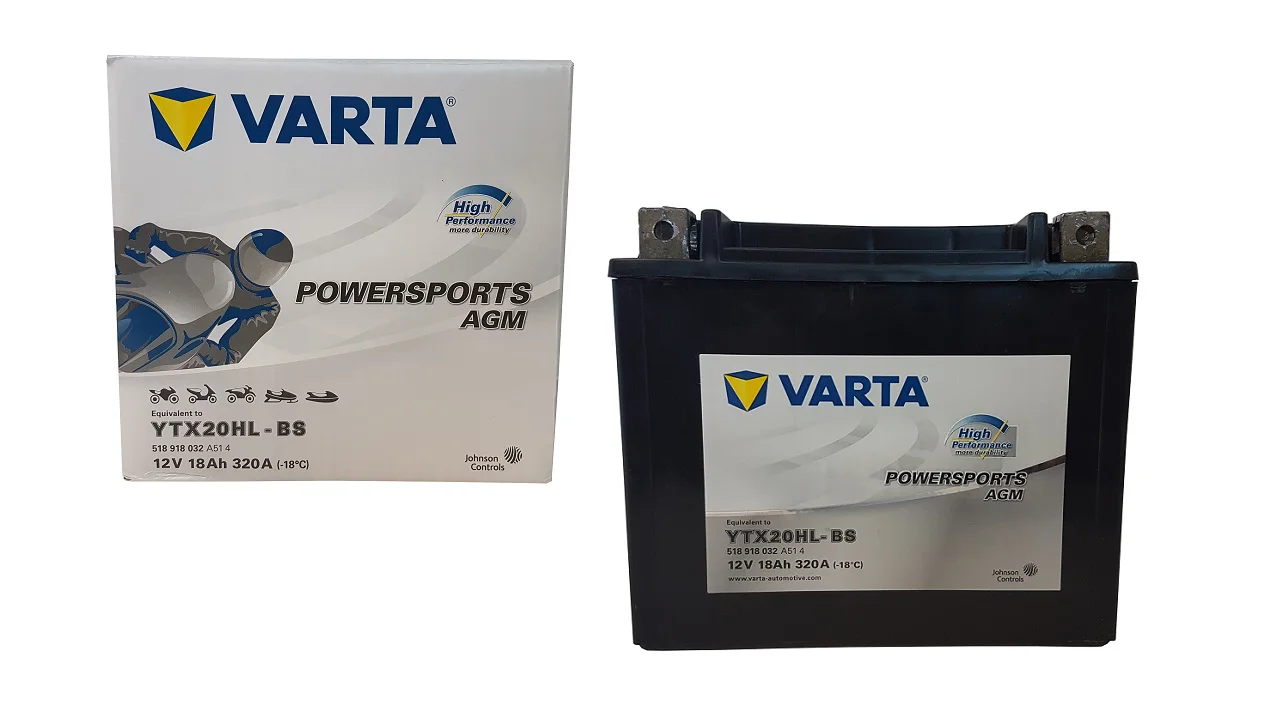 VARTA®
High
Performance
more durability
POWERSPORTS
AGM
Equivalent to
YTX20HL-BS
518 918 032 A51 4
12V 18Ah 320A (-18°C)
Johnson
Controls
VARTA®
High
Performance
more durability
POWERSPORTS
AGM
Equivalent to
YTX20HL-BS
518 918 032 A51 4
12V 18Ah 320A (-18°C)
www.varta-automotive.com
Johnson
Controls